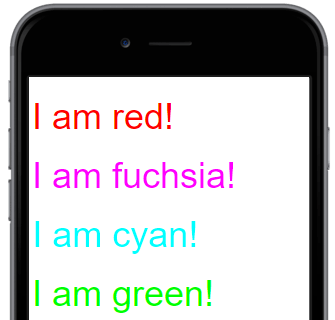 I am red!
I am fuchsia!
I am cyan!
I am green!